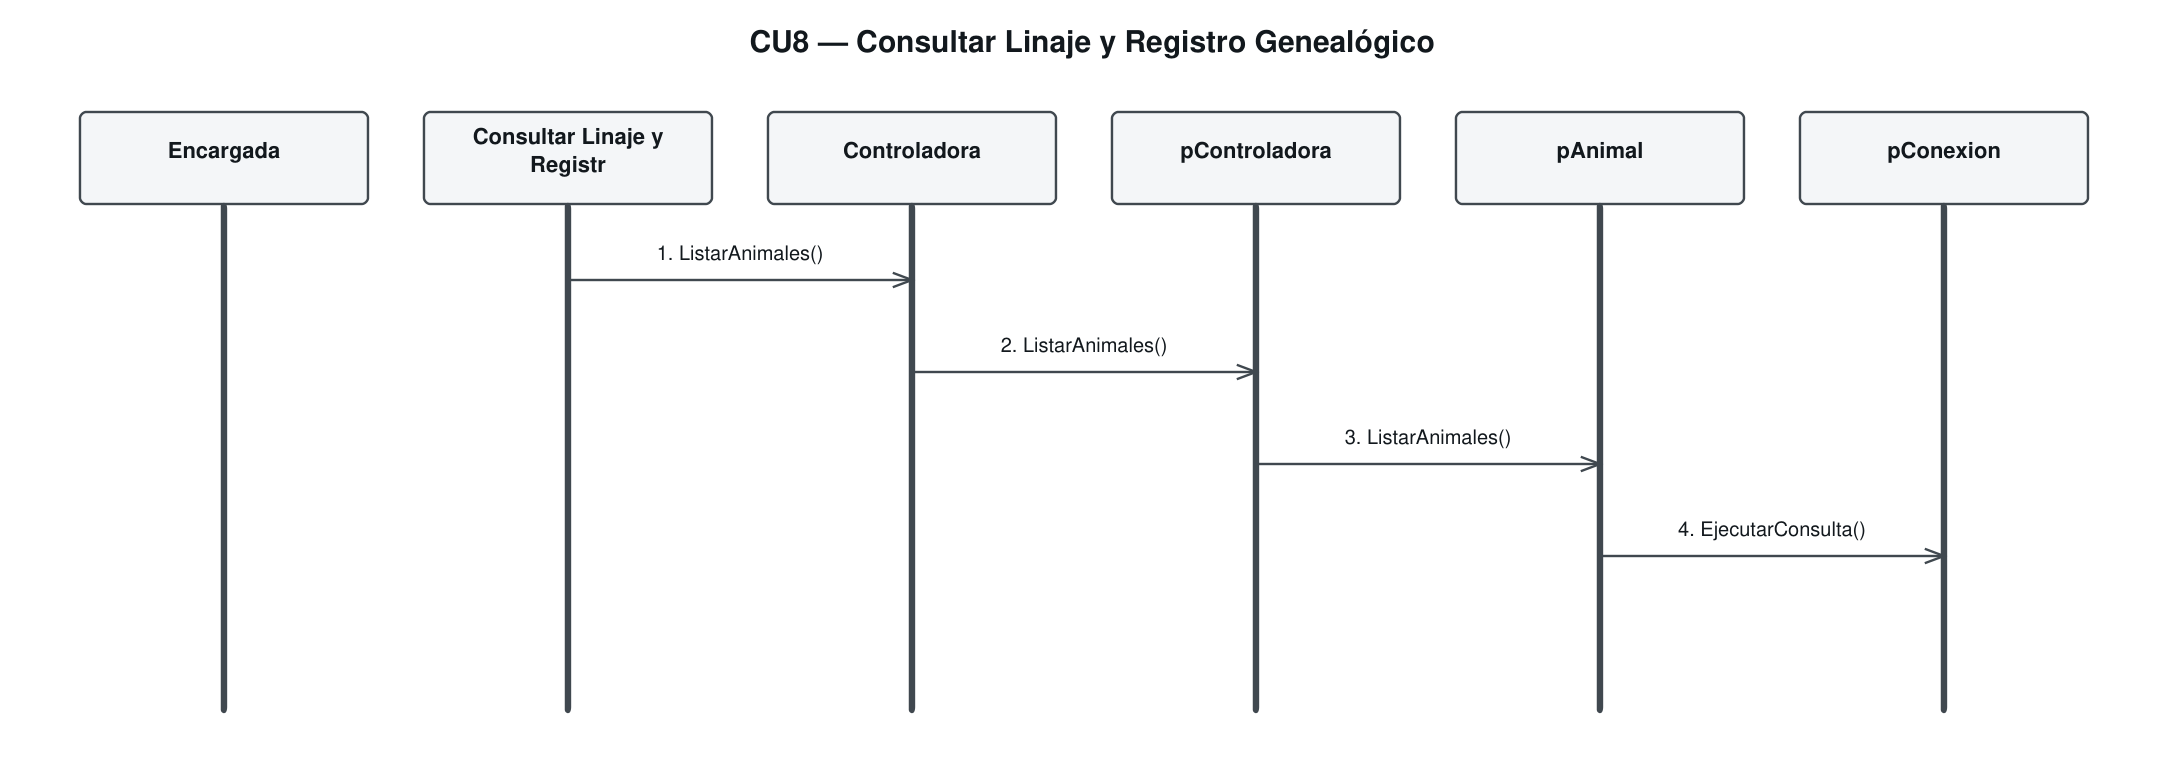 CU8 — Consultar Linaje y Registro Genealógico
Encargada
Consultar Linaje y
Registr
Controladora
pControladora
pAnimal
pConexion
1. ListarAnimales()
2. ListarAnimales()
3. ListarAnimales()
4. EjecutarConsulta()